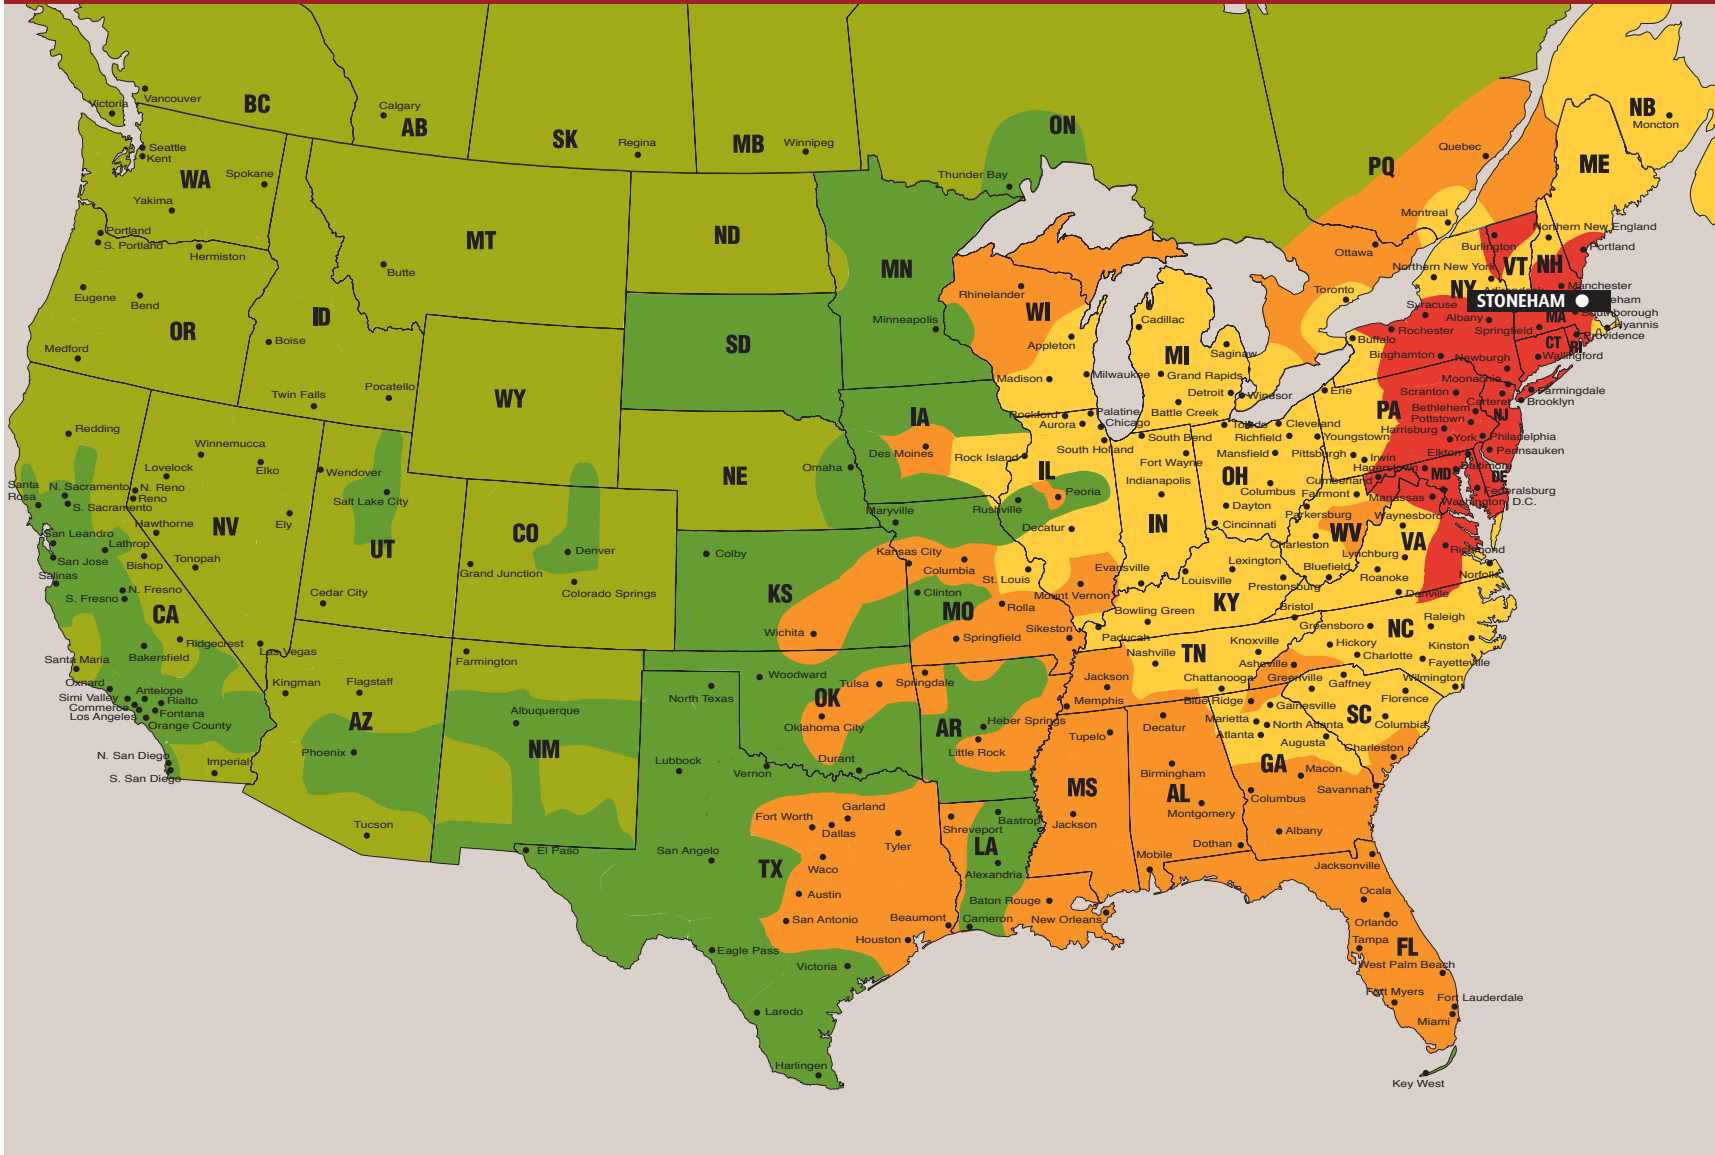 BC
AB
SK
MB
ON
PQ
NB
ME
Vancouver
Victoria
Calgary
Regina
Winnipeg
Thunder Bay
Quebec
Montreal
Ottawa
Toronto
Moncton
WA
Seattle
Kent
Spokane
Yakima
Portland
S. Portland
Hermiston
Eugene
Bend
OR
Medford
MT
Butte
ID
Boise
Twin Falls
Pocatello
WY
ND
SD
NE
Omaha
MN
Minneapolis
WI
Rhinelander
Appleton
Madison
Milwaukee
MI
Cadillac
Saginaw
Grand Rapids
Detroit
Windsor
Battle Creek
IA
Des Moines
IL
Rockford
Palatine
Aurora
Chicago
South Holland
Rock Island
Peoria
Rushville
Decatur
IN
South Bend
Fort Wayne
Indianapolis
Evansville
OH
Toledo
Cleveland
Richfield
Youngstown
Mansfield
Columbus
Dayton
Cincinnati
PA
Erie
Pittsburgh
Irwin
Scranton
Bethlehem
Pottstown
Harrisburg
York
Philadelphia
NY
Northern New York
Syracuse
Rochester
Buffalo
Albany
Binghamton
Newburgh
Moonachie
Farmingdale
Brooklyn
Carteret
NJ
Pennsauken
VT
Burlington
NH
Northern New England
Portland
Manchester
STONEHAM
Southborough
Hyannis
MA
Springfield
Providence
CT
RI
Wallingford
MD
Elkton
Hagerstown
Baltimore
Cumberland
DE
Federalsburg
Washington D.C.
Manassas
WV
Fairmont
Parkersburg
Charleston
Bluefield
VA
Waynesboro
Lynchburg
Richmond
Roanoke
Norfolk
Danville
Bristol
KY
Lexington
Louisville
Prestonsburg
Bowling Green
Paducah
TN
Knoxville
Nashville
Chattanooga
Jackson
Memphis
NC
Raleigh
Greensboro
Hickory
Kinston
Charlotte
Fayetteville
Asheville
Wilmington
SC
Greenville
Gaffney
Florence
Columbia
Charleston
GA
Blue Ridge
Gainesville
Marietta
North Atlanta
Atlanta
Augusta
Macon
Columbus
Savannah
Albany
FL
Jacksonville
Ocala
Orlando
Tampa
West Palm Beach
Fort Myers
Fort Lauderdale
Miami
Key West
AL
Decatur
Birmingham
Montgomery
Dothan
Mobile
MS
Tupelo
Jackson
LA
Shreveport
Bastrop
Alexandria
Baton Rouge
New Orleans
Cameron
AR
Springdale
Heber Springs
Little Rock
MO
Maryville
Kansas City
Columbia
St. Louis
Clinton
Rolla
Mount Vernon
Springfield
Sikeston
KS
Colby
Wichita
OK
Woodward
Tulsa
Oklahoma City
Durant
TX
North Texas
Lubbock
Vernon
Fort Worth
Garland
Dallas
Tyler
El Paso
San Angelo
Waco
Austin
San Antonio
Beaumont
Houston
Eagle Pass
Victoria
Laredo
Harlingen
NM
Farmington
Albuquerque
CO
Denver
Grand Junction
Colorado Springs
UT
Wendover
Salt Lake City
Cedar City
AZ
Kingman
Flagstaff
Phoenix
Tucson
NV
Winnemucca
Lovelock
Elko
N. Reno
Reno
Ely
Hawthorne
Tonopah
Las Vegas
CA
Redding
Santa
Rosa
N. Sacramento
S. Sacramento
San Leandro
Lathrop
San Jose
Bishop
Salinas
N. Fresno
S. Fresno
Ridgecrest
Bakersfield
Santa Maria
Oxnard
Antelope
Simi Valley
Rialto
Commerce
Fontana
Los Angeles
Orange County
N. San Diego
Imperial
S. San Diego